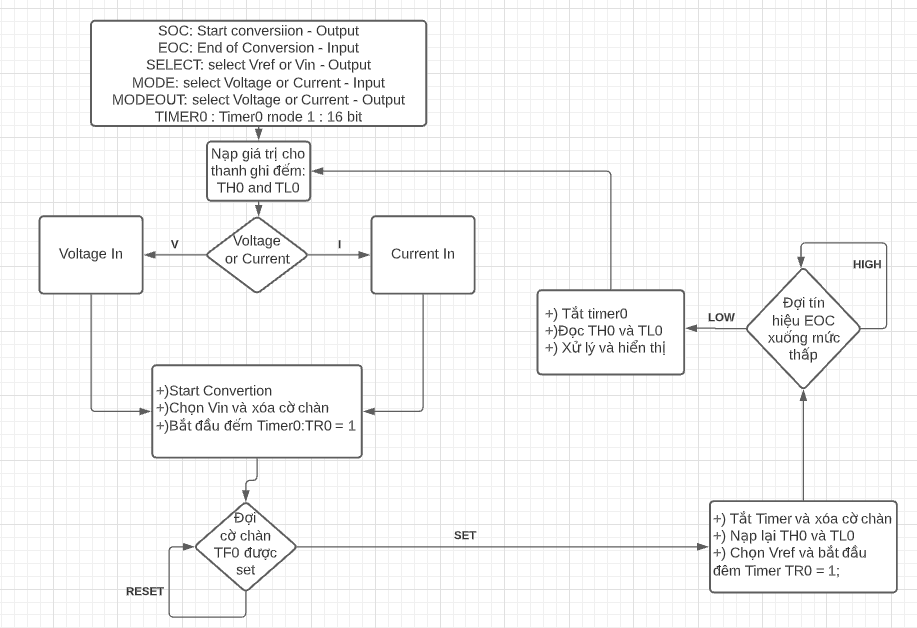 SOC: Start conversiion - Output
EOC: End of Conversiion - Input
SELECT: select Vref or Vin - Output
MODE: select Voltage or Current - Input
MODEOUT: select Voltage or Current - Output
TIMER0 : Timer0 mode 1 : 16 bit
Nạp giá trị cho
thanh ghi đếm:
TH0 and TL0
Voltage In
V
Voltage
or Current
I
Current In
+) Tắt timer0
+)Đọc TH0 và TL0
+) Xử lý và hiển thị
LOW
Đợi tín
hiệu EOC
xuống mức
thấp
HIGH
+)Start Convertion
+)Chọn Vin và xóa cờ chàn
+)Bắt đầu đếm Timer0:TR0 = 1
Đợi
cờ chàn
TF0 được
set
RESET
SET
+) Tắt Timer và xóa cờ chàn
+) Nạp lại TH0 và TL0
+) Chọn Vref và bắt đầu
đêm Timer TR0 = 1;